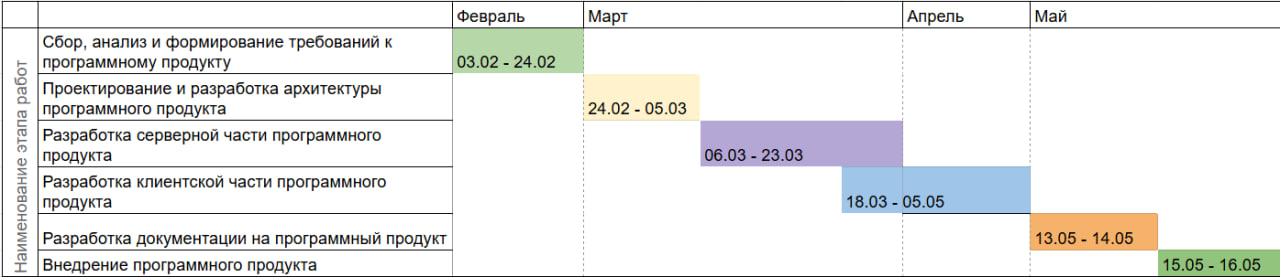 Февраль
Март
Апрель
Май
Наименование этапа работ
Сбор, анализ и формирование требований к
программному продукту
03.02 - 24.02
Проектирование и разработка архитектуры
программного продукта
24.02 - 05.03
Разработка серверной части программного
продукта
06.03 - 23.03
Разработка клиентской части программного
продукта
18.03 - 05.05
Разработка документации на программный продукт
13.05 - 14.05
Внедрение программного продукта
15.05 - 16.05